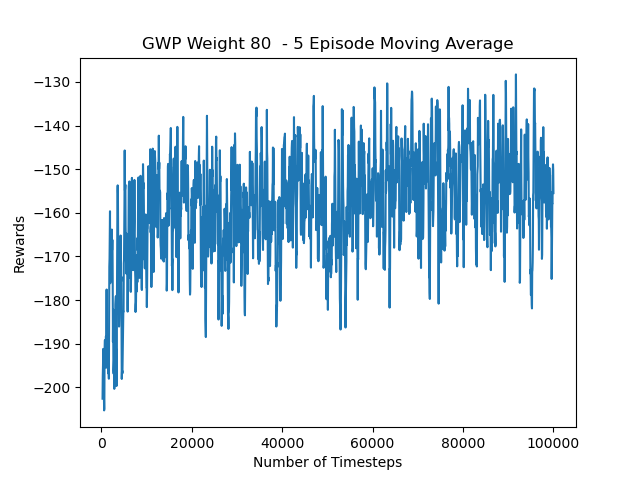 GWP Weight 80  - 5 Episode Moving Average
−130
−140
−150
−160
−170
−180
−190
−200
Rewards
0 20000 40000 60000 80000 100000
Number of Timesteps